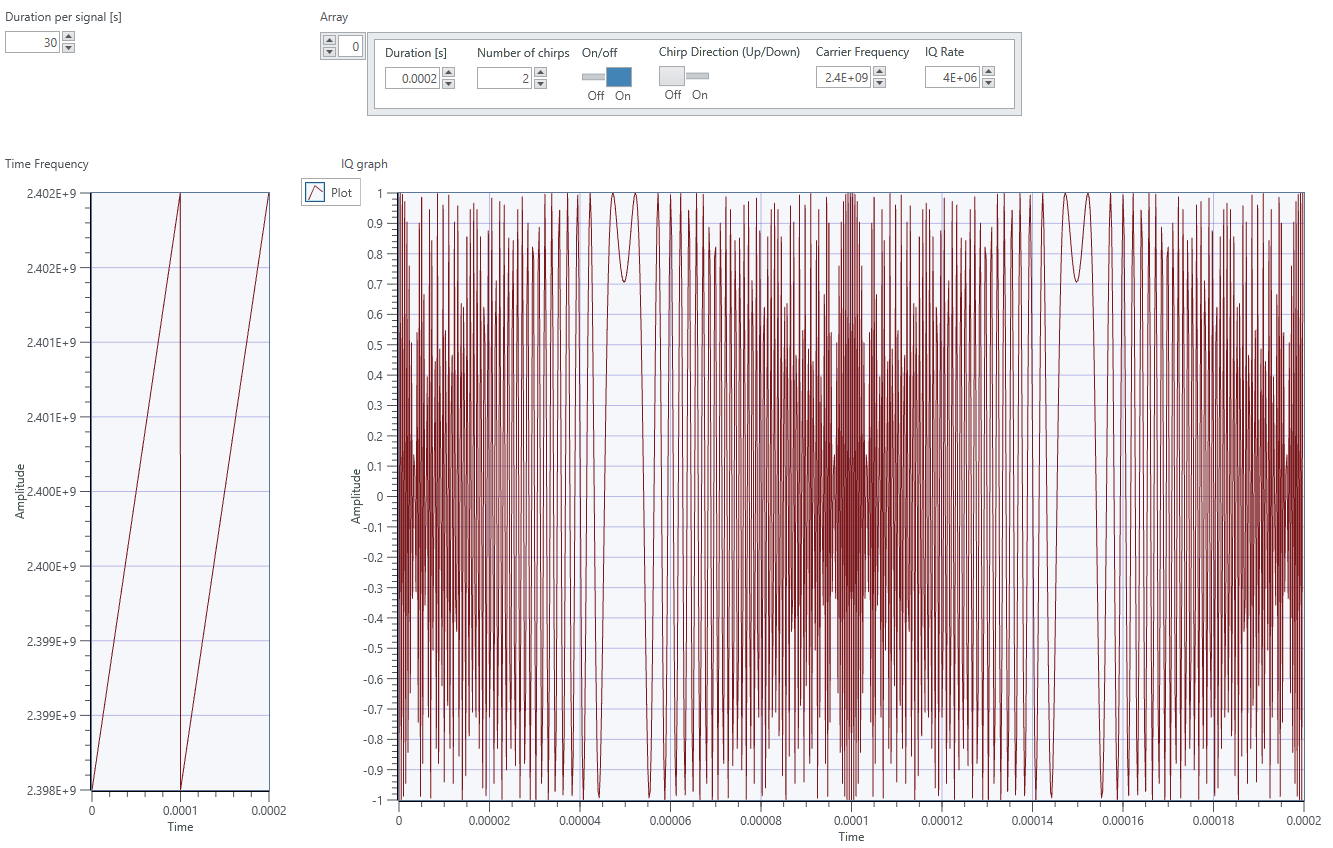 Duration per signal [s]
30
Array
0
Duration [s] Number of chirps On/off Chirp Direction (Up/Down) Carrier Frequency IQ Rate
0.0002 2 2.4E+09 4E+06
Off On Off On
Time Frequency
2.402E+9
2.402E+9
2.401E+9
2.401E+9
2.400E+9
2.400E+9
2.399E+9
2.399E+9
2.398E+9
Amplitude
0 0.0001 0.0002
Time
IQ graph
Plot
1
0.9
0.8
0.7
0.6
0.5
0.4
0.3
0.2
0.1
0
-0.1
-0.2
-0.3
-0.4
-0.5
-0.6
-0.7
-0.8
-0.9
-1
Amplitude
0 0.00002 0.00004 0.00006 0.00008 0.0001 0.00012 0.00014 0.00016 0.00018 0.0002
Time